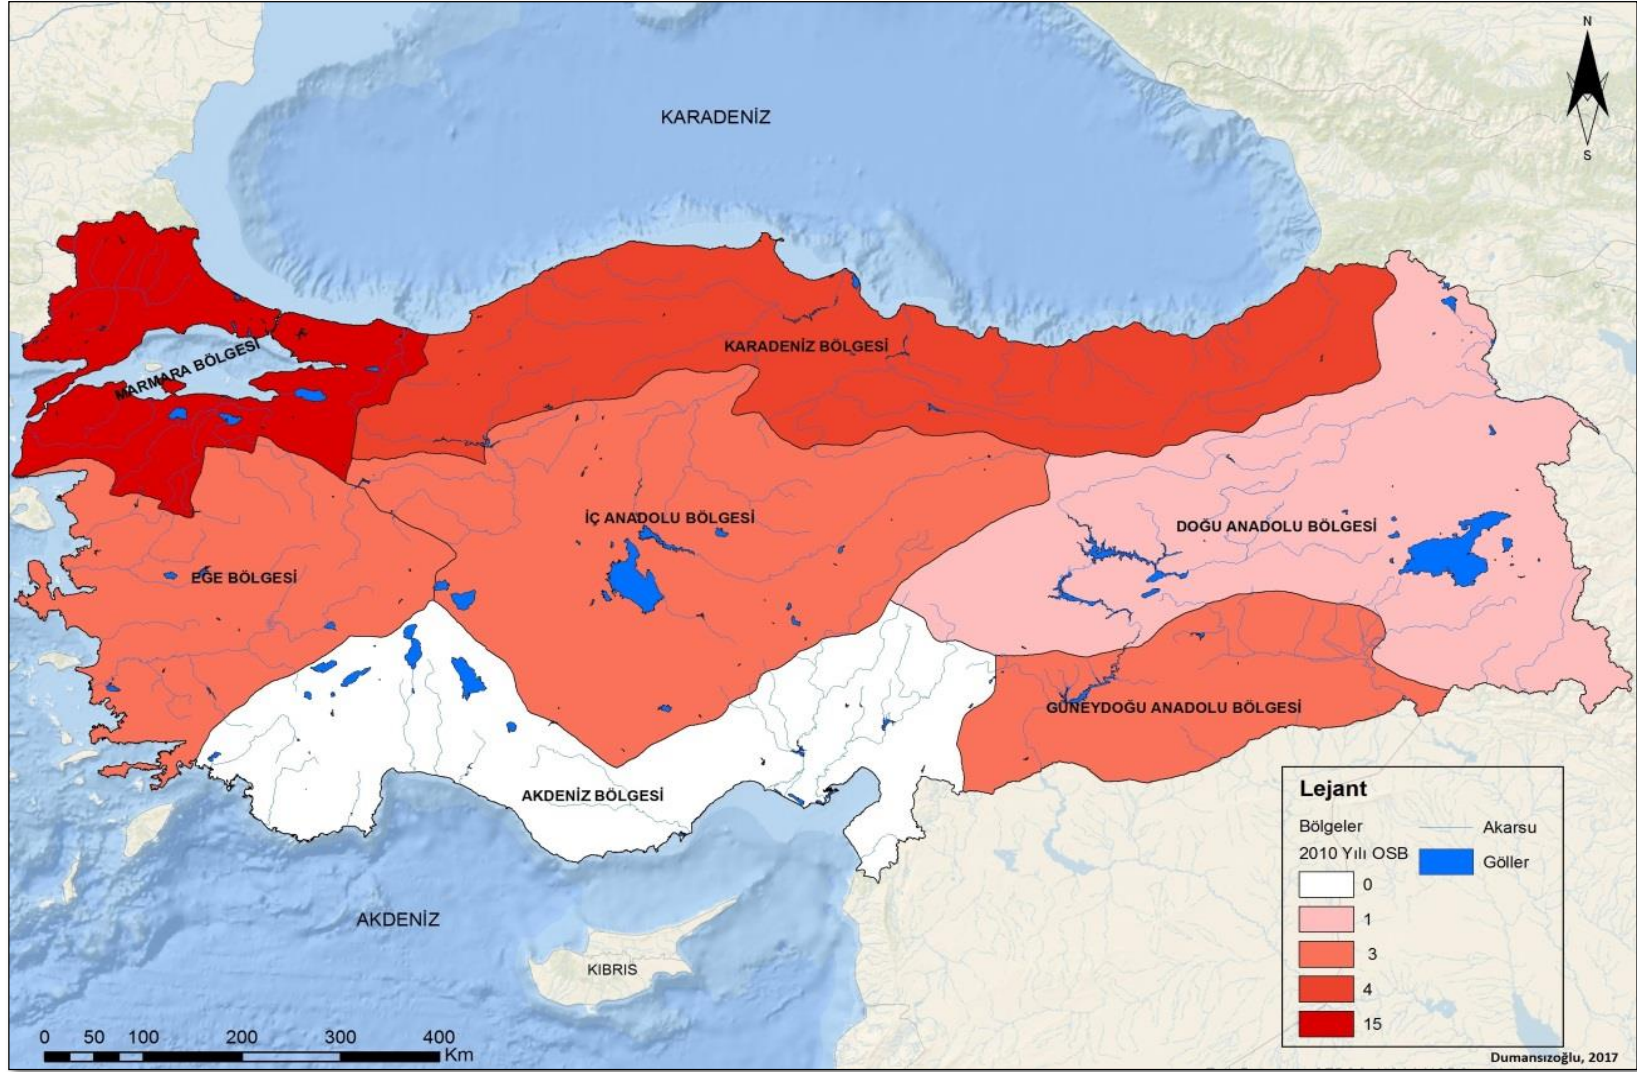 N
S
KARADENİZ
KARADENİZ BÖLGESİ
MARMARA BÖLGESİ
İÇ ANADOLU BÖLGESİ
DOĞU ANADOLU BÖLGESİ
EGE BÖLGESİ
GÜNEYDOĞU ANADOLU BÖLGESİ
AKDENİZ BÖLGESİ
AKDENİZ
KIBRIS
Lejant
Bölgeler
2010 Yılı OSB
0
1
3
4
15
Akarsu
Göller
0 50 100 200 300 400
Km
Dumansızoğlu, 2017